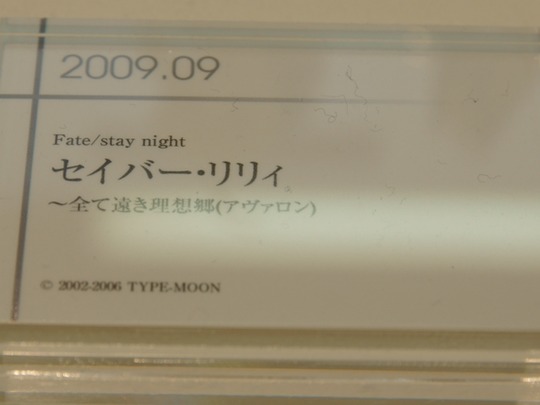 2009.09
Fate/stay night
セイバー・リリィ
～全て遠き理想郷(アヴァロン)
© 2002-2006 TYPE-MOON